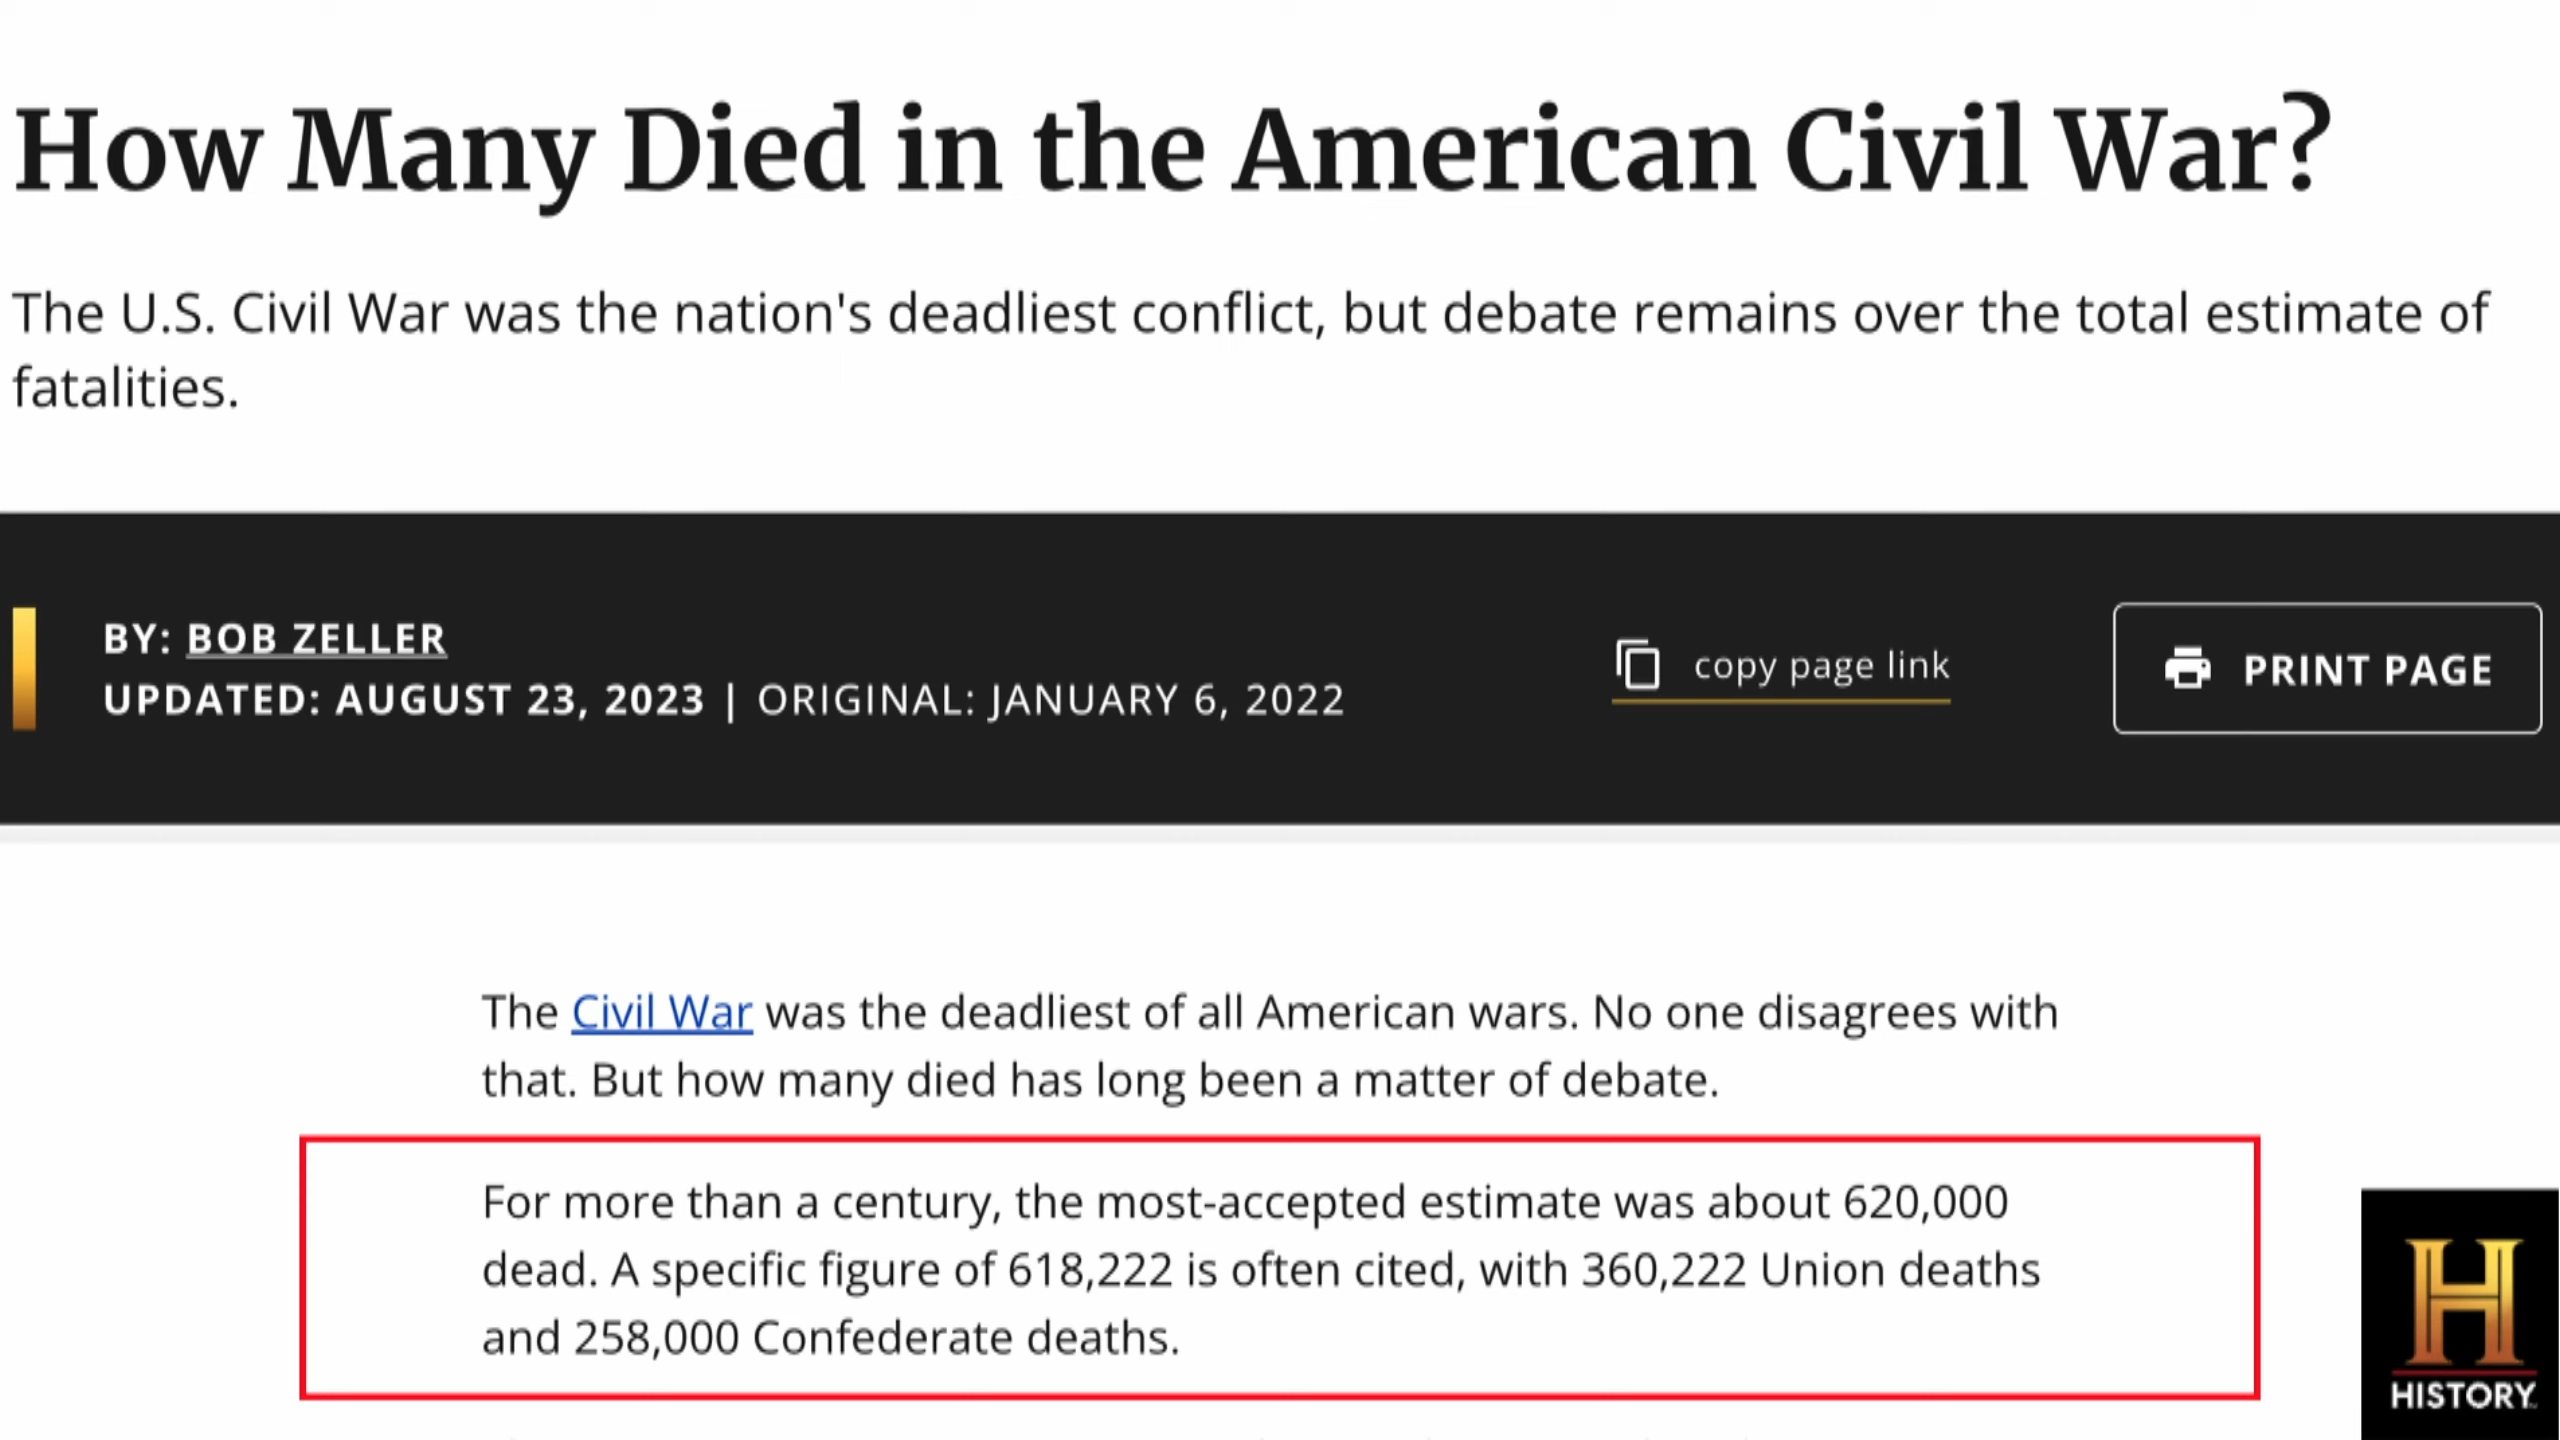 How Many Died in the American Civil War?
The U.S. Civil War was the nation's deadliest conflict, but debate remains over the total estimate of
fatalities.
BY: BOB ZELLER
UPDATED: AUGUST 23, 2023 | ORIGINAL: JANUARY 6, 2022
copy page link
PRINT PAGE
The Civil War was the deadliest of all American wars. No one disagrees with
that. But how many died has long been a matter of debate.
For more than a century, the most-accepted estimate was about 620,000
dead. A specific figure of 618,222 is often cited, with 360,222 Union deaths
and 258,000 Confederate deaths.
H
HISTORY